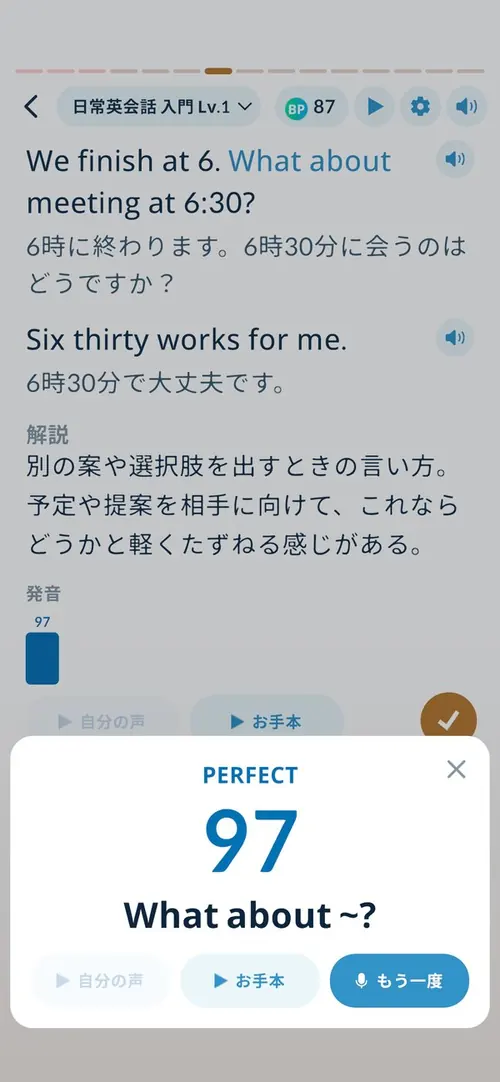 日常英会話 入門 Lv.1
BP 87
We finish at 6. What about
meeting at 6:30?
6時に終わります。6時30分に会うのは
どうですか？
Six thirty works for me.
6時30分で大丈夫です。
解説
別の案や選択肢を出すときの言い方。
予定や提案を相手に向けて、これなら
どうかと軽くたずねる感じがある。
発音
97
自分の声
お手本
PERFECT
97
What about ~?
自分の声
お手本
もう一度